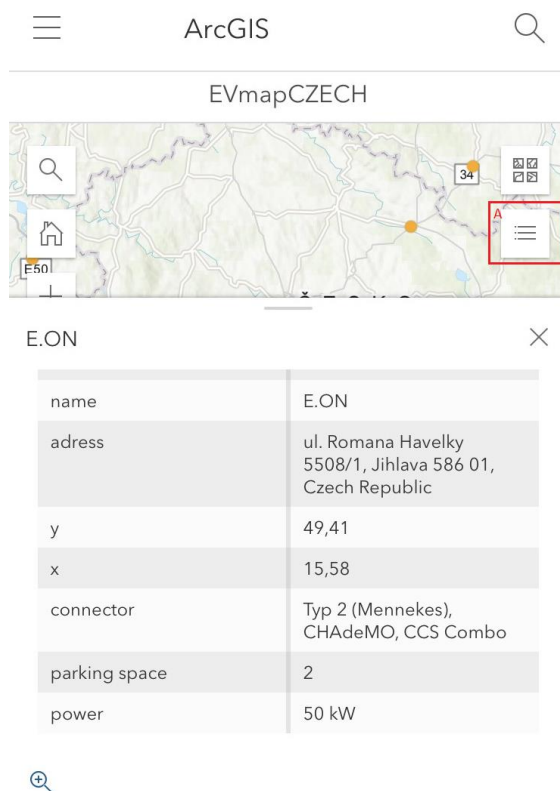 ArcGIS
EVmapCZECH
34
A
E50
E.ON
name E.ON
adress ul. Romana Havelky
5508/1, Jihlava 586 01,
Czech Republic
y 49,41
x 15,58
connector Typ 2 (Mennekes),
CHAdeMO, CCS Combo
parking space 2
power 50 kW